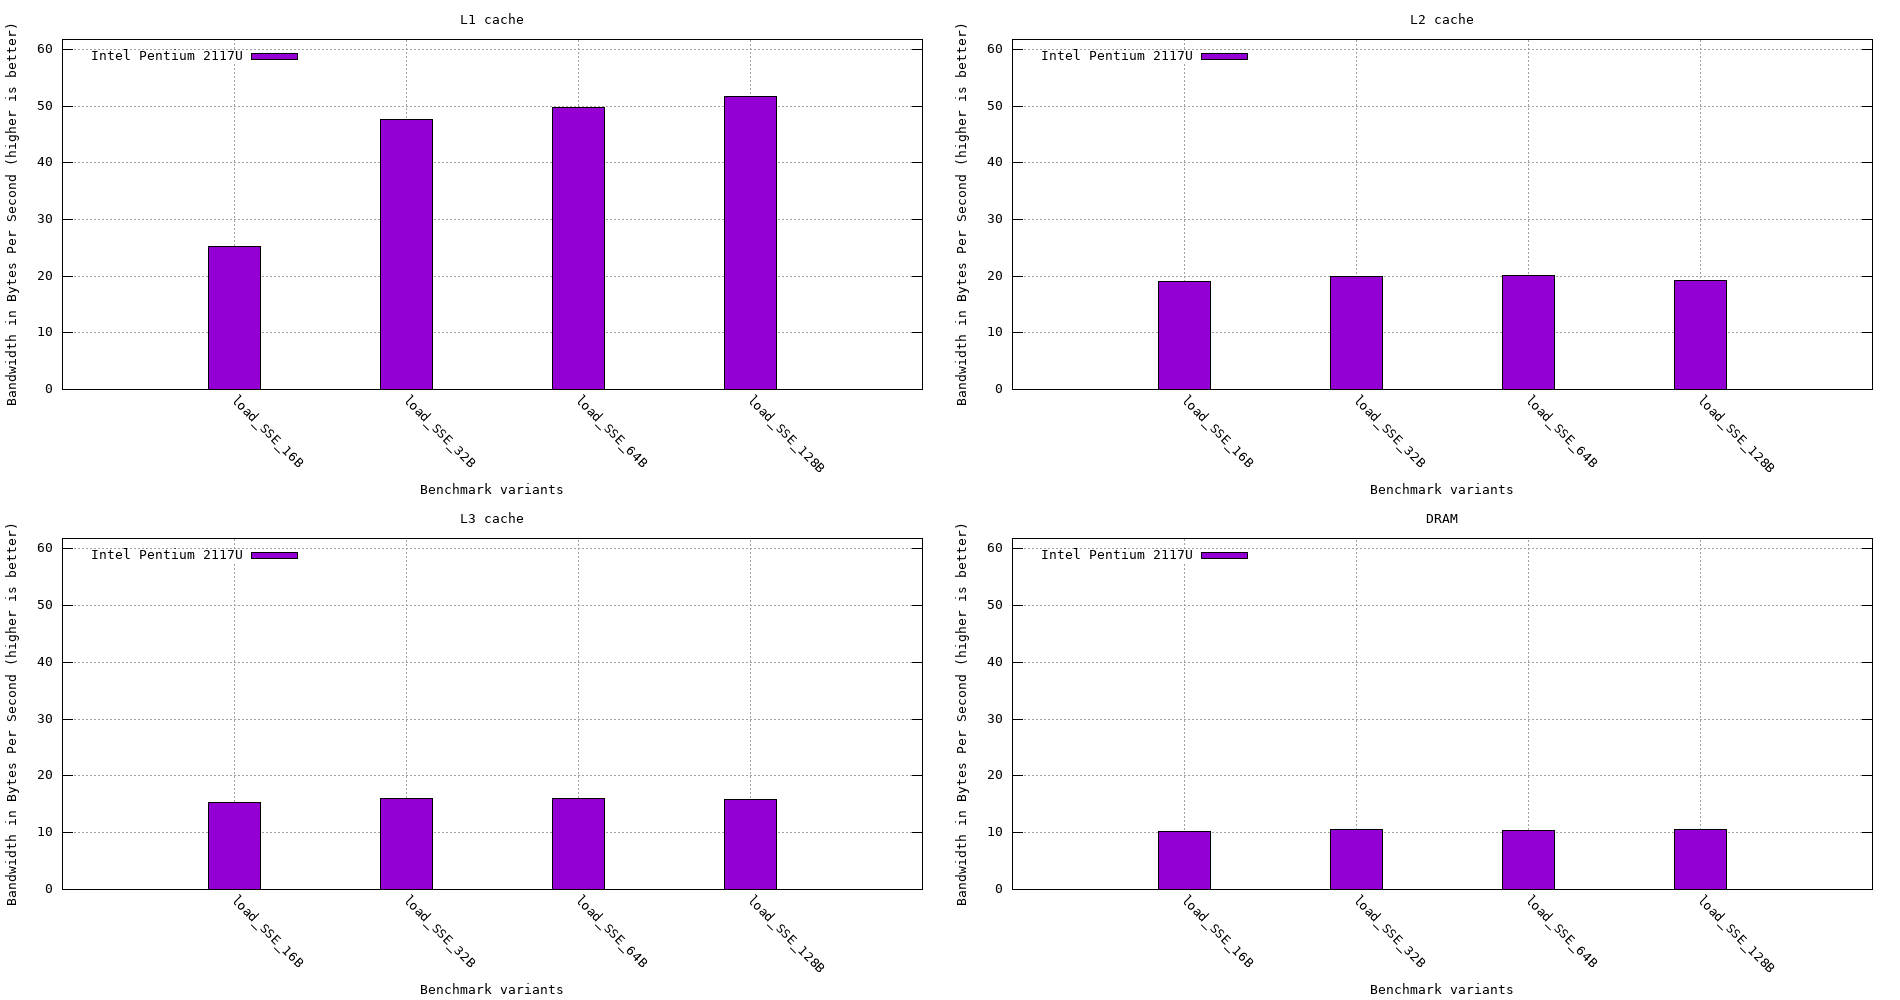 L1 cache
Bandwidth in Bytes Per Second (higher is better)
Intel Pentium 2117U
60
50
40
30
20
10
0
load_SSE_16B
load_SSE_32B
load_SSE_64B
load_SSE_128B
Benchmark variants
L2 cache
Bandwidth in Bytes Per Second (higher is better)
Intel Pentium 2117U
60
50
40
30
20
10
0
load_SSE_16B
load_SSE_32B
load_SSE_64B
load_SSE_128B
Benchmark variants
L3 cache
Bandwidth in Bytes Per Second (higher is better)
Intel Pentium 2117U
60
50
40
30
20
10
0
load_SSE_16B
load_SSE_32B
load_SSE_64B
load_SSE_128B
Benchmark variants
DRAM
Bandwidth in Bytes Per Second (higher is better)
Intel Pentium 2117U
60
50
40
30
20
10
0
load_SSE_16B
load_SSE_32B
load_SSE_64B
load_SSE_128B
Benchmark variants